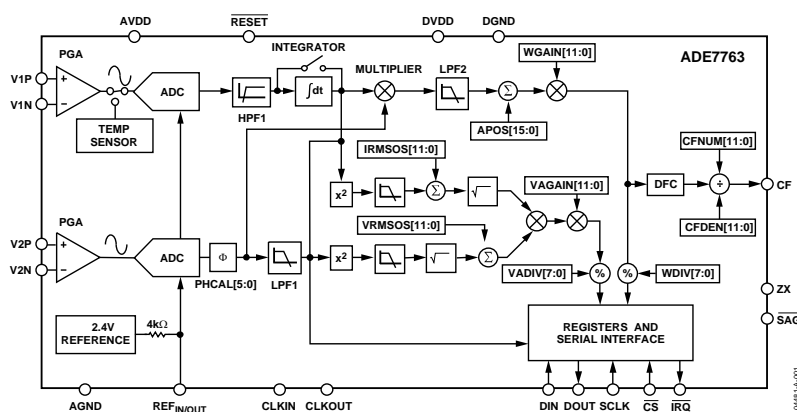 AVDD
RESET
DVDD
DGND
INTEGRATOR
WGAIN[11:0]
ADE7763
PGA
MULTIPLIER
LPF2
V1P
+
ADC
∫dt
Σ
V1N
–
HPF1
TEMP
SENSOR
APOS[15:0]
CFNUM[11:0]
IRMSOS[11:0]
VAGAIN[11:0]
DFC
÷
CF
x²
Σ
√
PGA
VRMSOS[11:0]
CFDEN[11:0]
V2P
+
ADC
Φ
x²
√
Σ
V2N
–
PHCAL[5:0]
LPF1
VADIV[7:0]
%
%
WDIV[7:0]
ZX
2.4V
REFERENCE
4kΩ
REGISTERS AND
SERIAL INTERFACE
SAG
AGND
REFIN/OUT
CLKIN
CLKOUT
DIN
DOUT
SCLK
CS
IRQ
04481-A-001